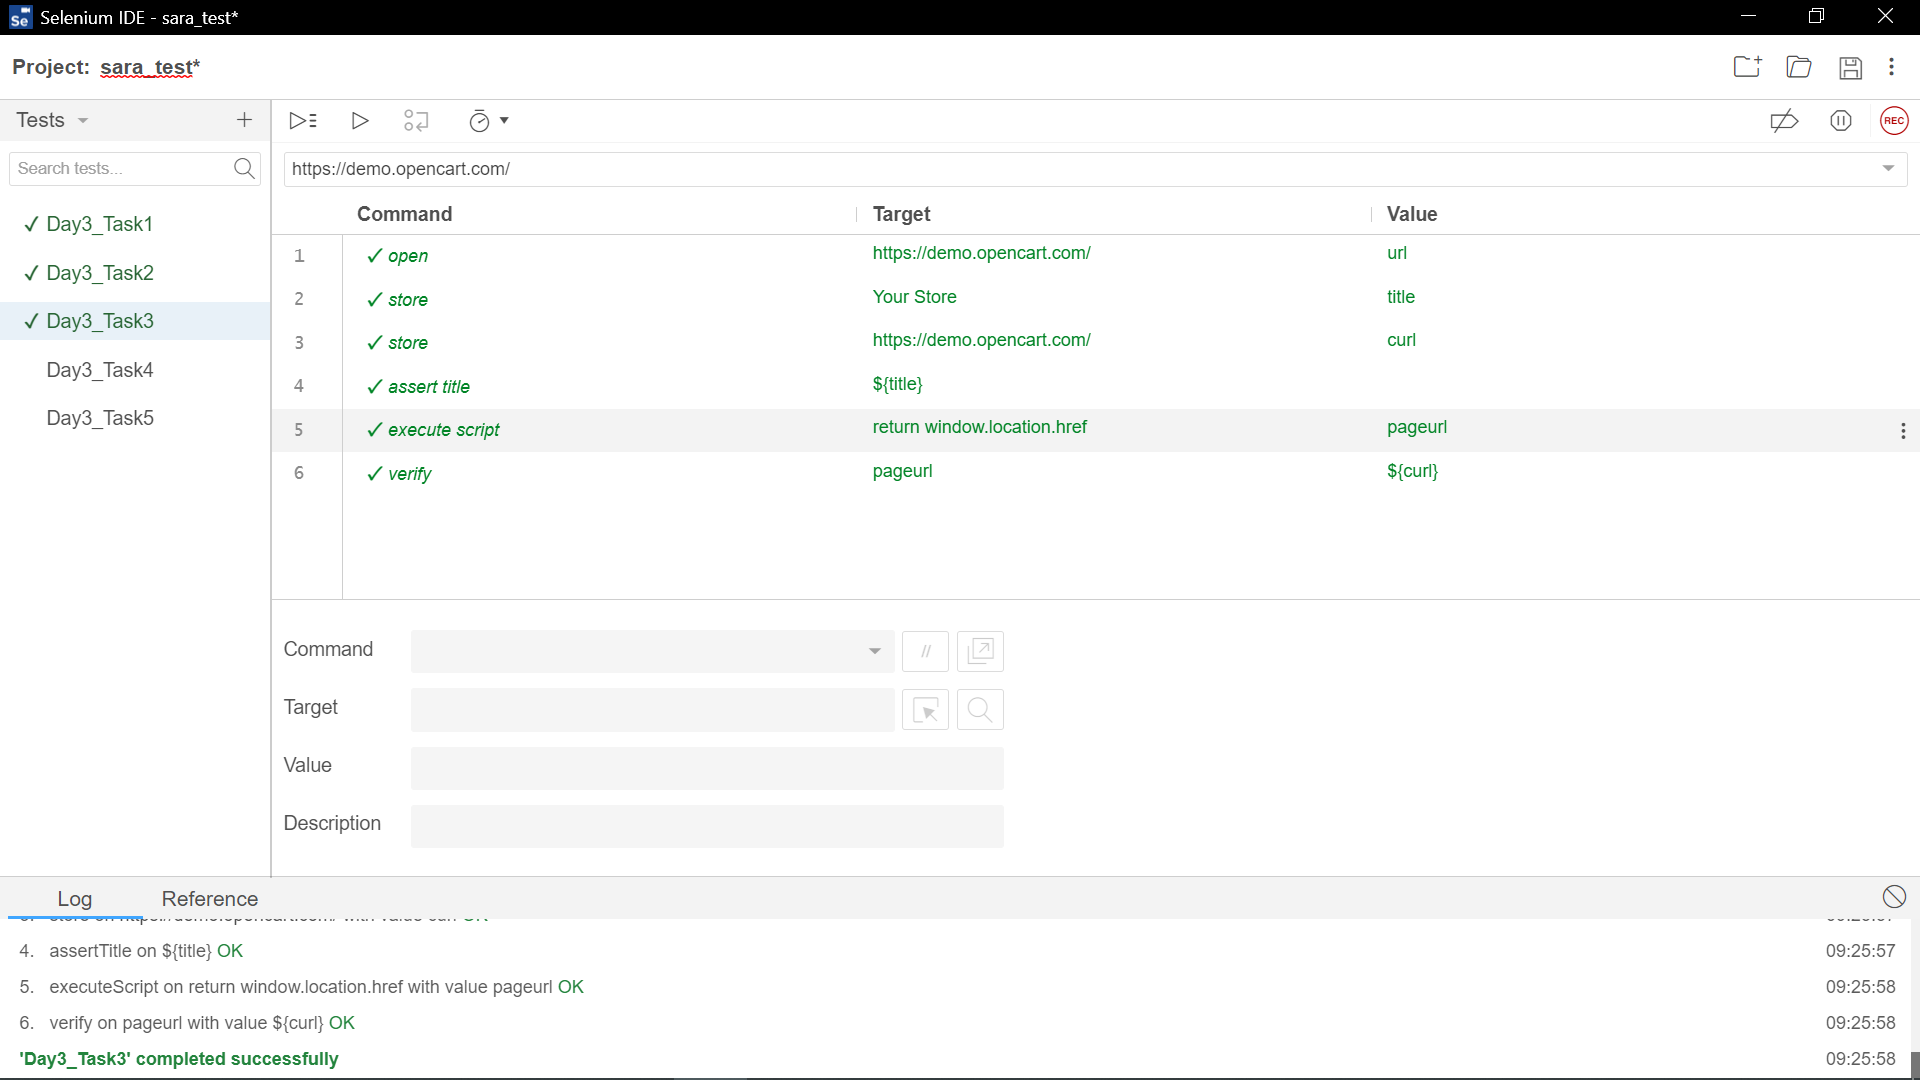 Selenium IDE - sara_test*
Project: sara_test*
Tests
Search tests...
✓ Day3_Task1
✓ Day3_Task2
✓ Day3_Task3
Day3_Task4
Day3_Task5
REC
https://demo.opencart.com/
Command Target Value
1 ✓ open https://demo.opencart.com/ url
2 ✓ store Your Store title
3 ✓ store https://demo.opencart.com/ curl
4 ✓ assert title ${title}
5 ✓ execute script return window.location.href pageurl
6 ✓ verify pageurl ${curl}
Command //
Target
Value
Description
Log Reference
4. assertTitle on ${title} OK 09:25:57
5. executeScript on return window.location.href with value pageurl OK 09:25:58
6. verify on pageurl with value ${curl} OK 09:25:58
'Day3_Task3' completed successfully 09:25:58